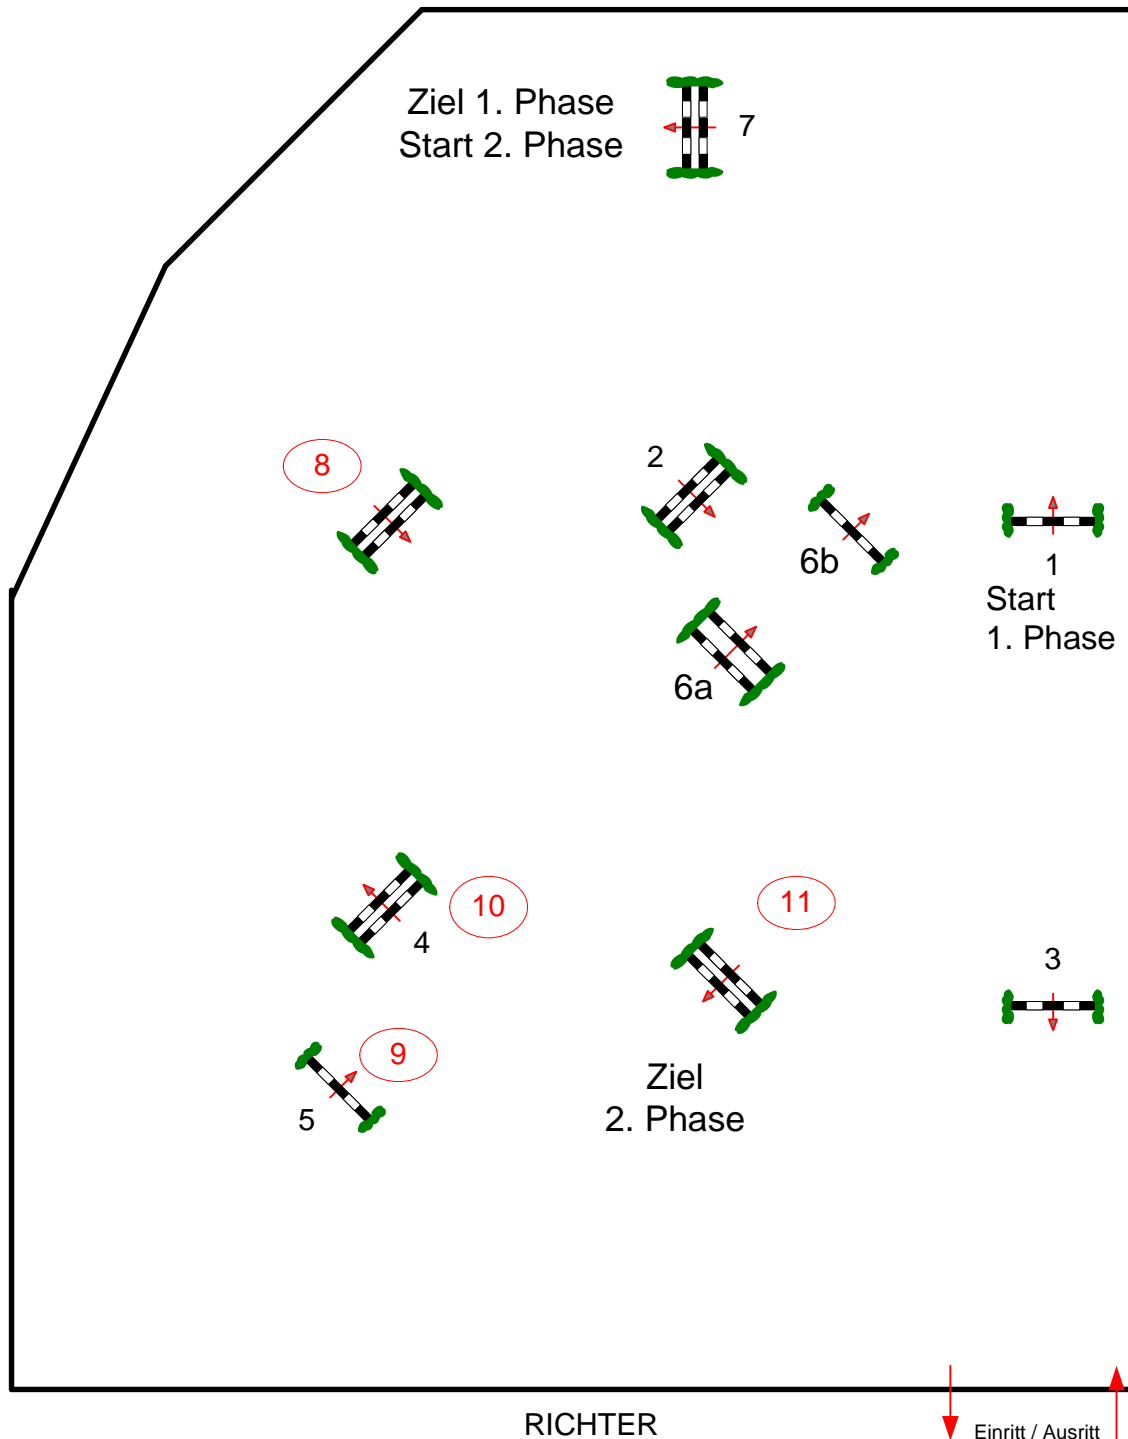 Ziel 1. Phase
Start 2. Phase
7
8
2
6b
1
Start
1. Phase
6a
4
10
11
3
9
5
Ziel
2. Phase
RICHTER
Einritt / Ausritt